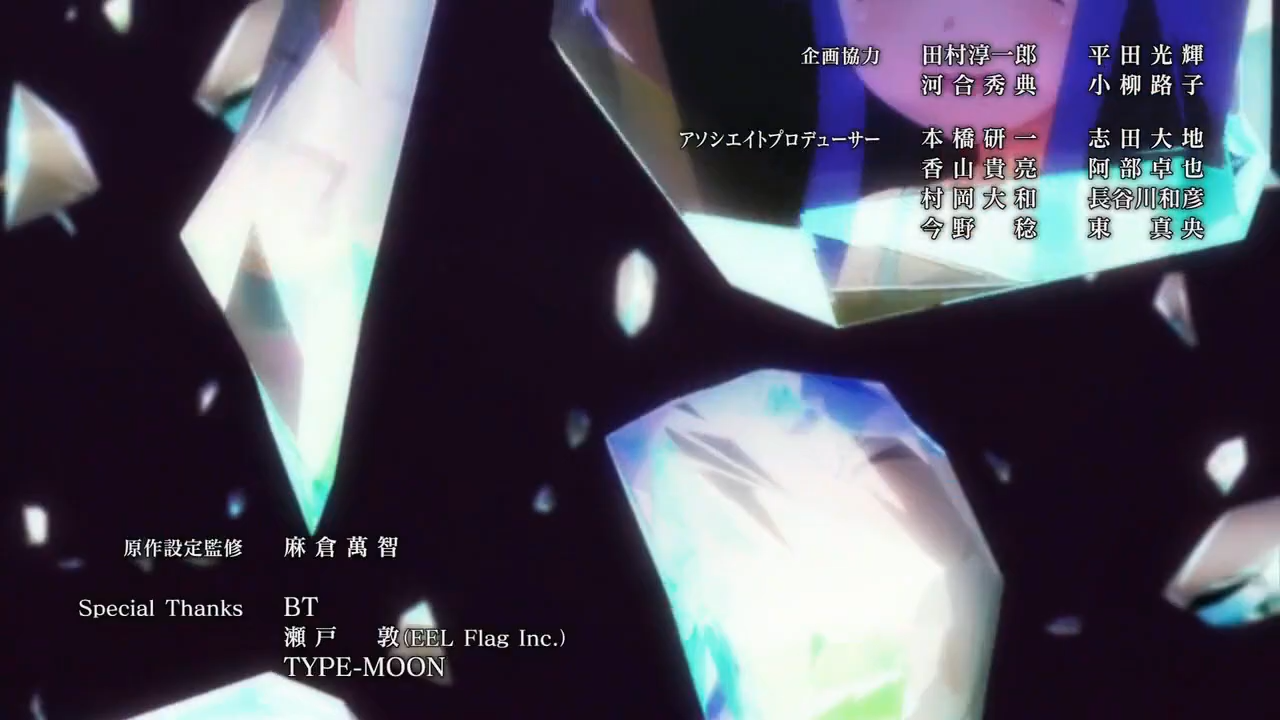 企画協力 田村淳一郎 平田光輝
河合秀典 小柳路子
アソシエイトプロデューサー 本橋研一 志田大地
香山貴亮 阿部卓也
村岡大和 長谷川和彦
今野 稔 東 真央
原作設定監修 麻倉萬智
Special Thanks BT
瀬戸 敦(EEL Flag Inc.)
TYPE-MOON